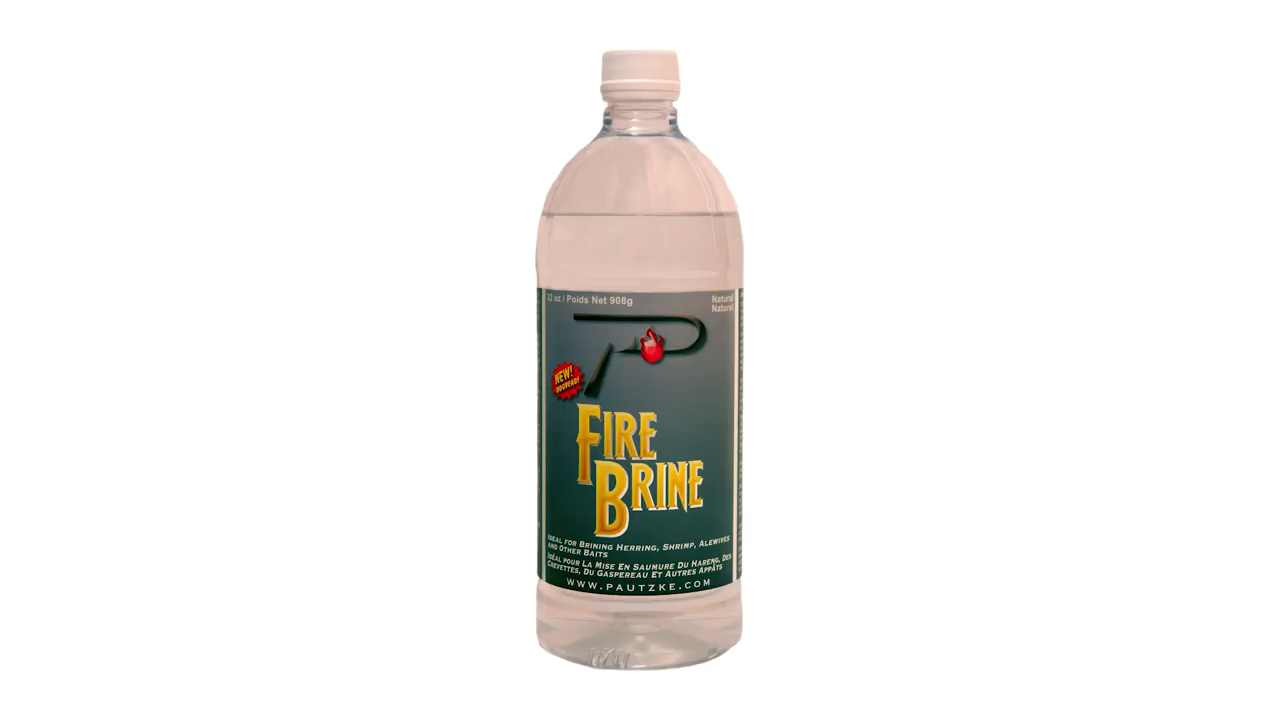 32 oz / Poids Net 908g
Natural
Naturel
NEW!
NOUVEAU!
FIRE
BRINE
IDEAL FOR BRINING HERRING, SHRIMP, ALEWIVES
AND OTHER BAITS
IDÉAL POUR LA MISE EN SAUMURE DU HARENG, DES
CREVETTES, DU GASPEREAU ET AUTRES APPÂTS
WWW.PAUTZKE.COM